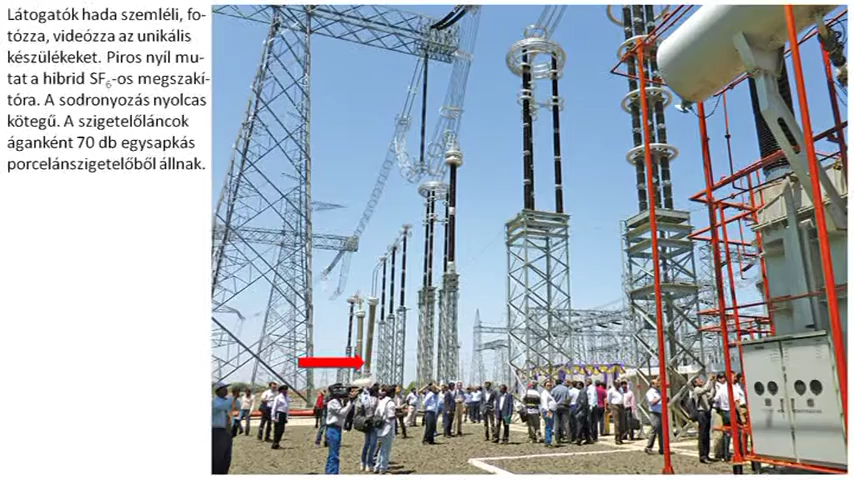 Látogatók hada szemléli, fo-
tózza, videózza az unikális
készülékeket. Piros nyíl mu-
tat a hibrid SF₆-os megszakí-
tóra. A sodronyozás nyolcas
kötegű. A szigetelőláncok
áganként 70 db egysapkás
porcelánszigetelőből állnak.